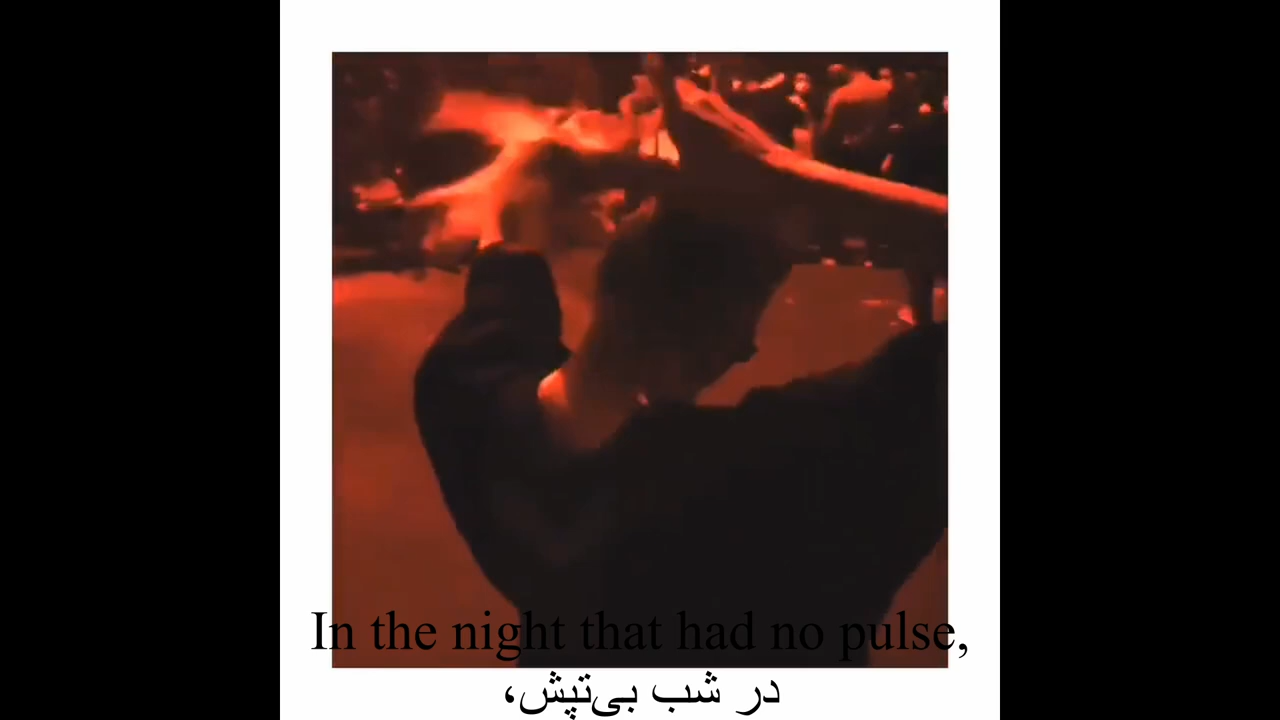 In the night that had no pulse,
در شب بی‌تپش،